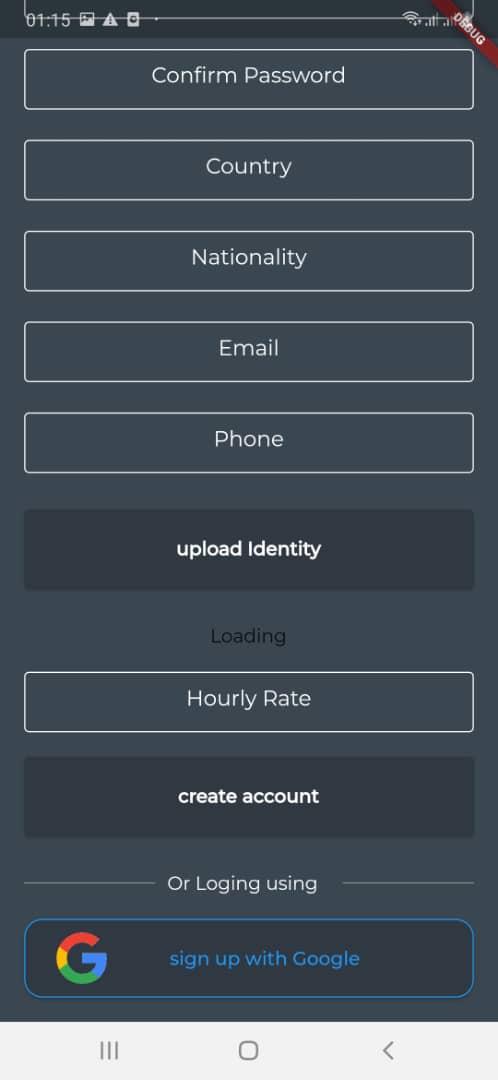 01:15
DEBUG
Confirm Password
Country
Nationality
Email
Phone
upload Identity
Loading
Hourly Rate
create account
Or Loging using
sign up with Google